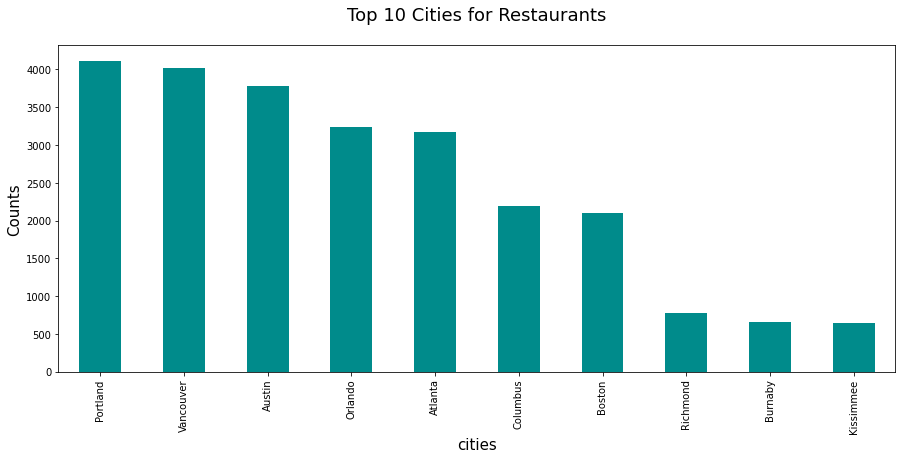 Top 10 Cities for Restaurants
Counts
4000
3500
3000
2500
2000
1500
1000
500
0
Portland
Vancouver
Austin
Orlando
Atlanta
Columbus
Boston
Richmond
Burnaby
Kissimmee
cities